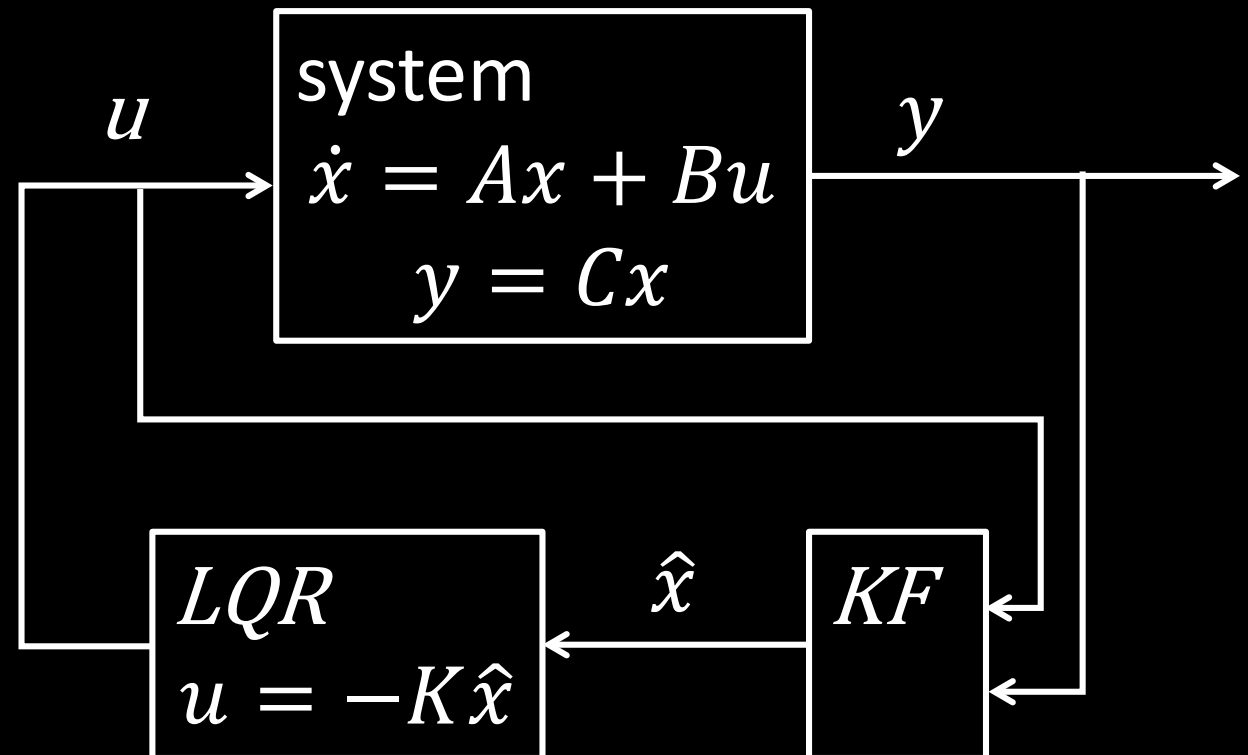 u
system
ẋ = Ax + Bu
y = Cx
y
LQR
u = −Kx̂
x̂
KF